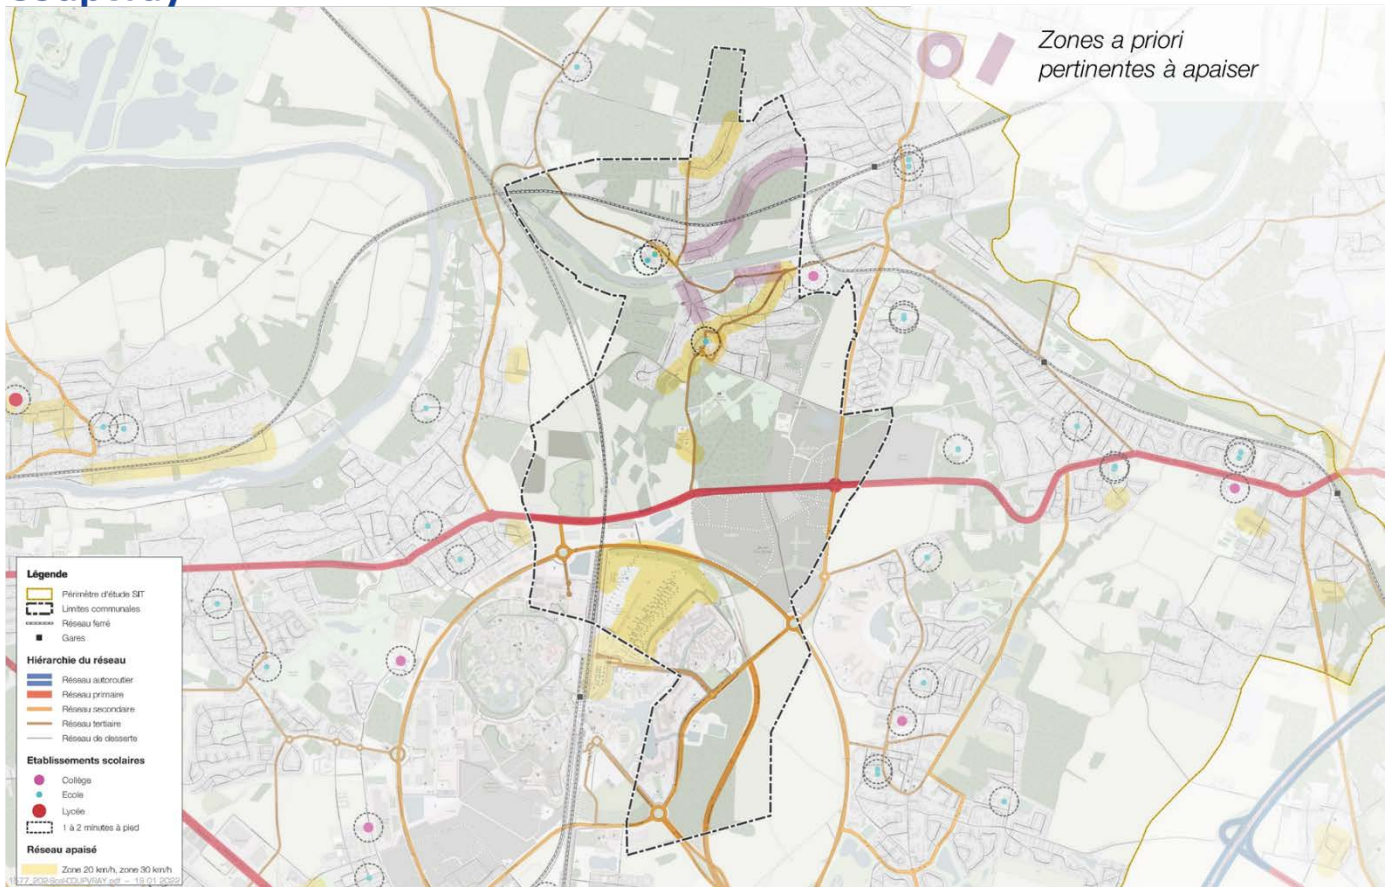 Coupvray
Zones a priori
pertinentes à apaiser
Légende
Périmètre d'étude SIT
Limites communales
Réseau ferré
Gares
Hiérarchie du réseau
Réseau autoroutier
Réseau primaire
Réseau secondaire
Réseau tertiaire
Réseau de desserte
Etablissements scolaires
Collège
Ecole
Lycée
1 à 2 minutes à pied
Réseau apaisé
Zone 20 km/h, zone 30 km/h